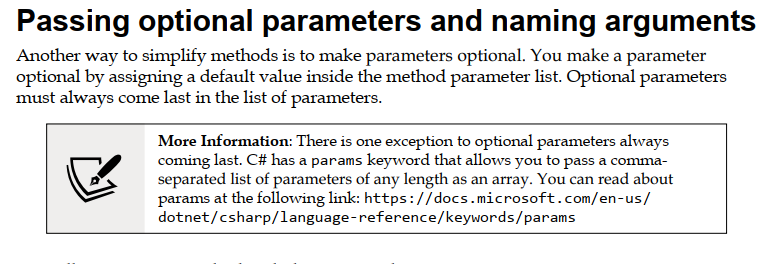 Passing optional parameters and naming arguments
Another way to simplify methods is to make parameters optional. You make a parameter
optional by assigning a default value inside the method parameter list. Optional parameters
must always come last in the list of parameters.
More Information: There is one exception to optional parameters always
coming last. C# has a params keyword that allows you to pass a comma-
separated list of parameters of any length as an array. You can read about
params at the following link: https://docs.microsoft.com/en-us/
dotnet/csharp/language-reference/keywords/params